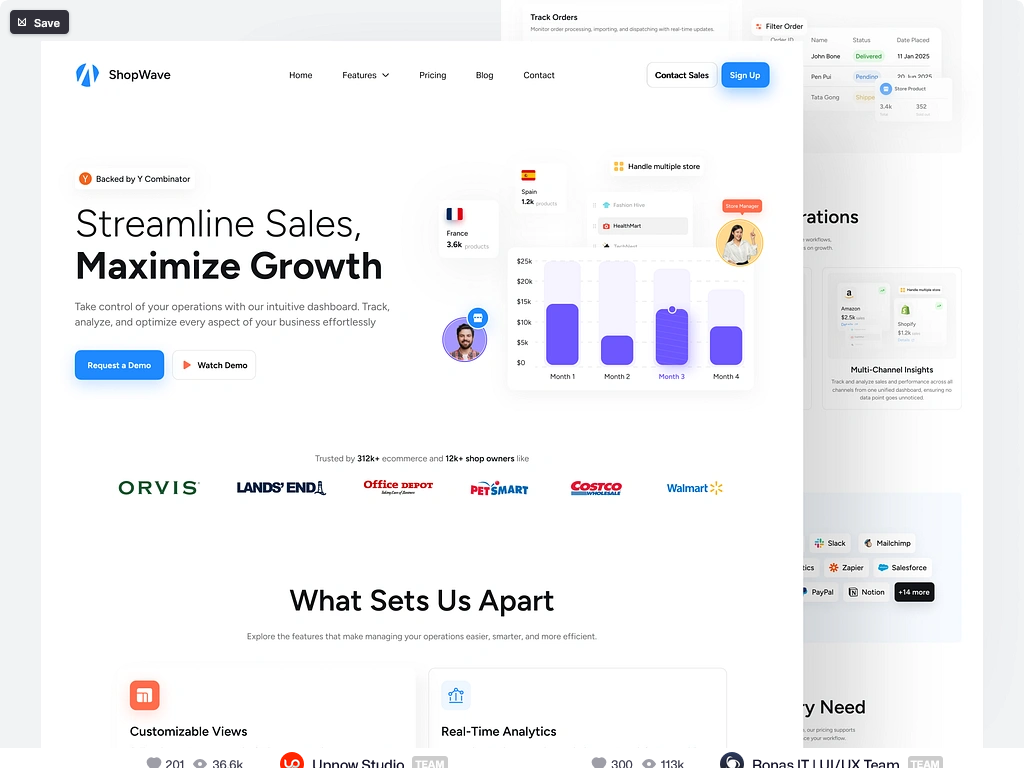 Save
Track Orders
Monitor order processing, importing, and dispatching with real-time updates.
Filter Order
Order ID
Name Status Date Placed
John Bone Delivered 11 Jan 2025
Pen Pui Pending 20 Jun 2025
Tata Gong
Store Product
3.4k 352
ShopWave
Home Features Pricing Blog Contact
Contact Sales Sign Up
Backed by Y Combinator
Streamline Sales,
Maximize Growth
Take control of your operations with our intuitive dashboard. Track,
analyze, and optimize every aspect of your business effortlessly
Request a Demo Watch Demo
France
3.6k products
Spain
1.2k products
Handle multiple store
Fashion Hive
HealthMart
Store Manager
$25k
$20k
$15k
$10k
$5k
$0
Month 1 Month 2 Month 3 Month 4
Trusted by 312k+ ecommerce and 12k+ shop owners like
ORVIS LANDS' END Office DEPOT PETSMART COSTCO WHOLESALE Walmart
Taking Care of Business
What Sets Us Apart
Explore the features that make managing your operations easier, smarter, and more efficient.
Customizable Views
Real-Time Analytics
rations
workflows,
s on growth.
Amazon
$2.5k
Handle multiple store
Shopify
$1.2k
Multi-Channel Insights
Track and analyze sales and performance across all
channels from one unified dashboard, ensuring no
data point goes unnoticed.
Slack Mailchimp
tics Zapier Salesforce
PayPal Notion +14 more
ry Need
, our pricing supports
ce your workflow.
201 36.6k Upnow Studio TEAM
300 113k Ronas IT | UI/UX Team TEAM